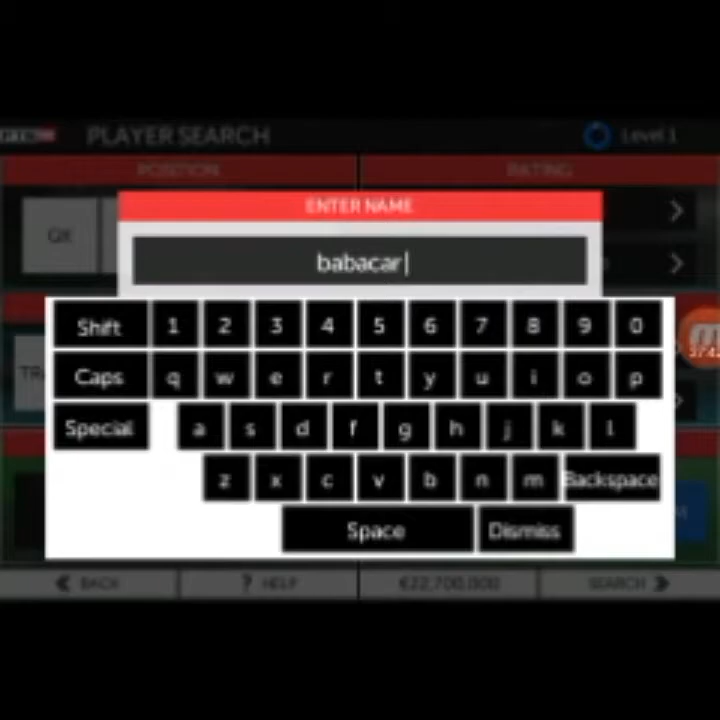 PLAYER SEARCH
Level 1
POSITION
RATING
ENTER NAME
GK
babacar
Shift 1 2 3 4 5 6 7 8 9 0
Caps q w e r t y u i o p
Special a s d f g h j k l
z x c v b n m Backspace
Space Dismiss
BACK ? HELP €22,700,000 SEARCH